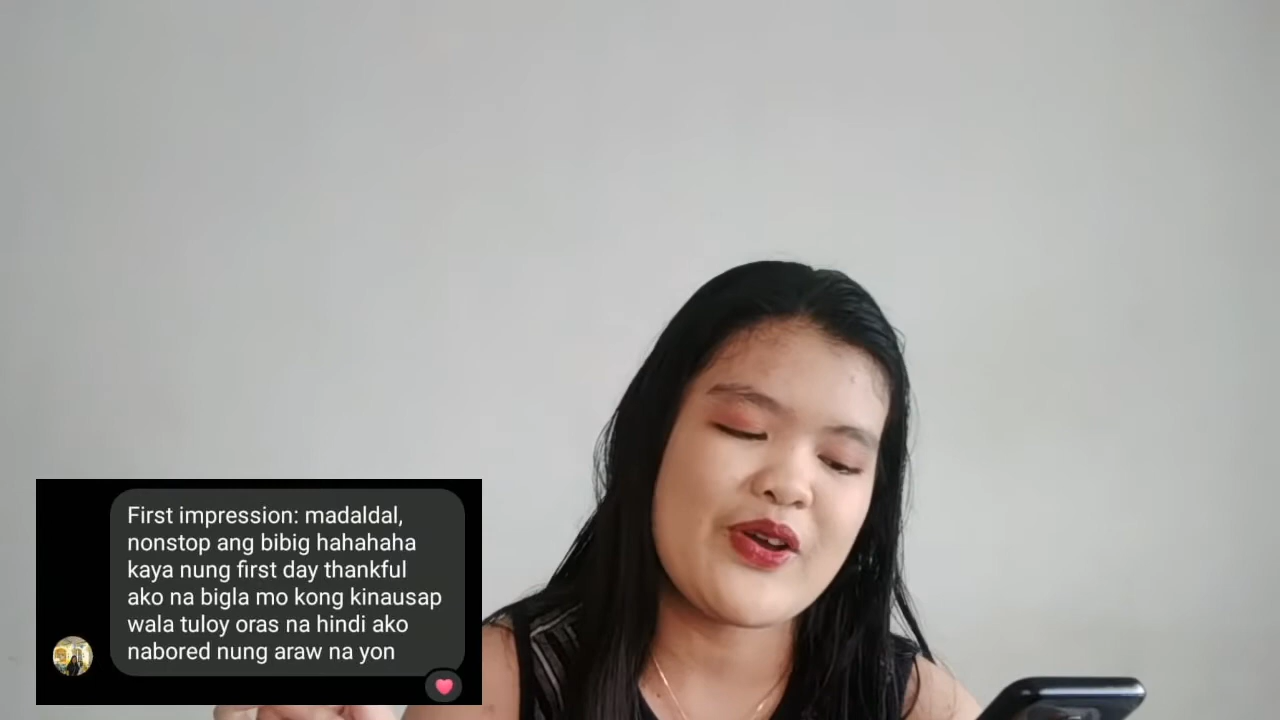 First impression: madaldal,
nonstop ang bibig hahahaha
kaya nung first day thankful
ako na bigla mo kong kinausap
wala tuloy oras na hindi ako
nabored nung araw na yon